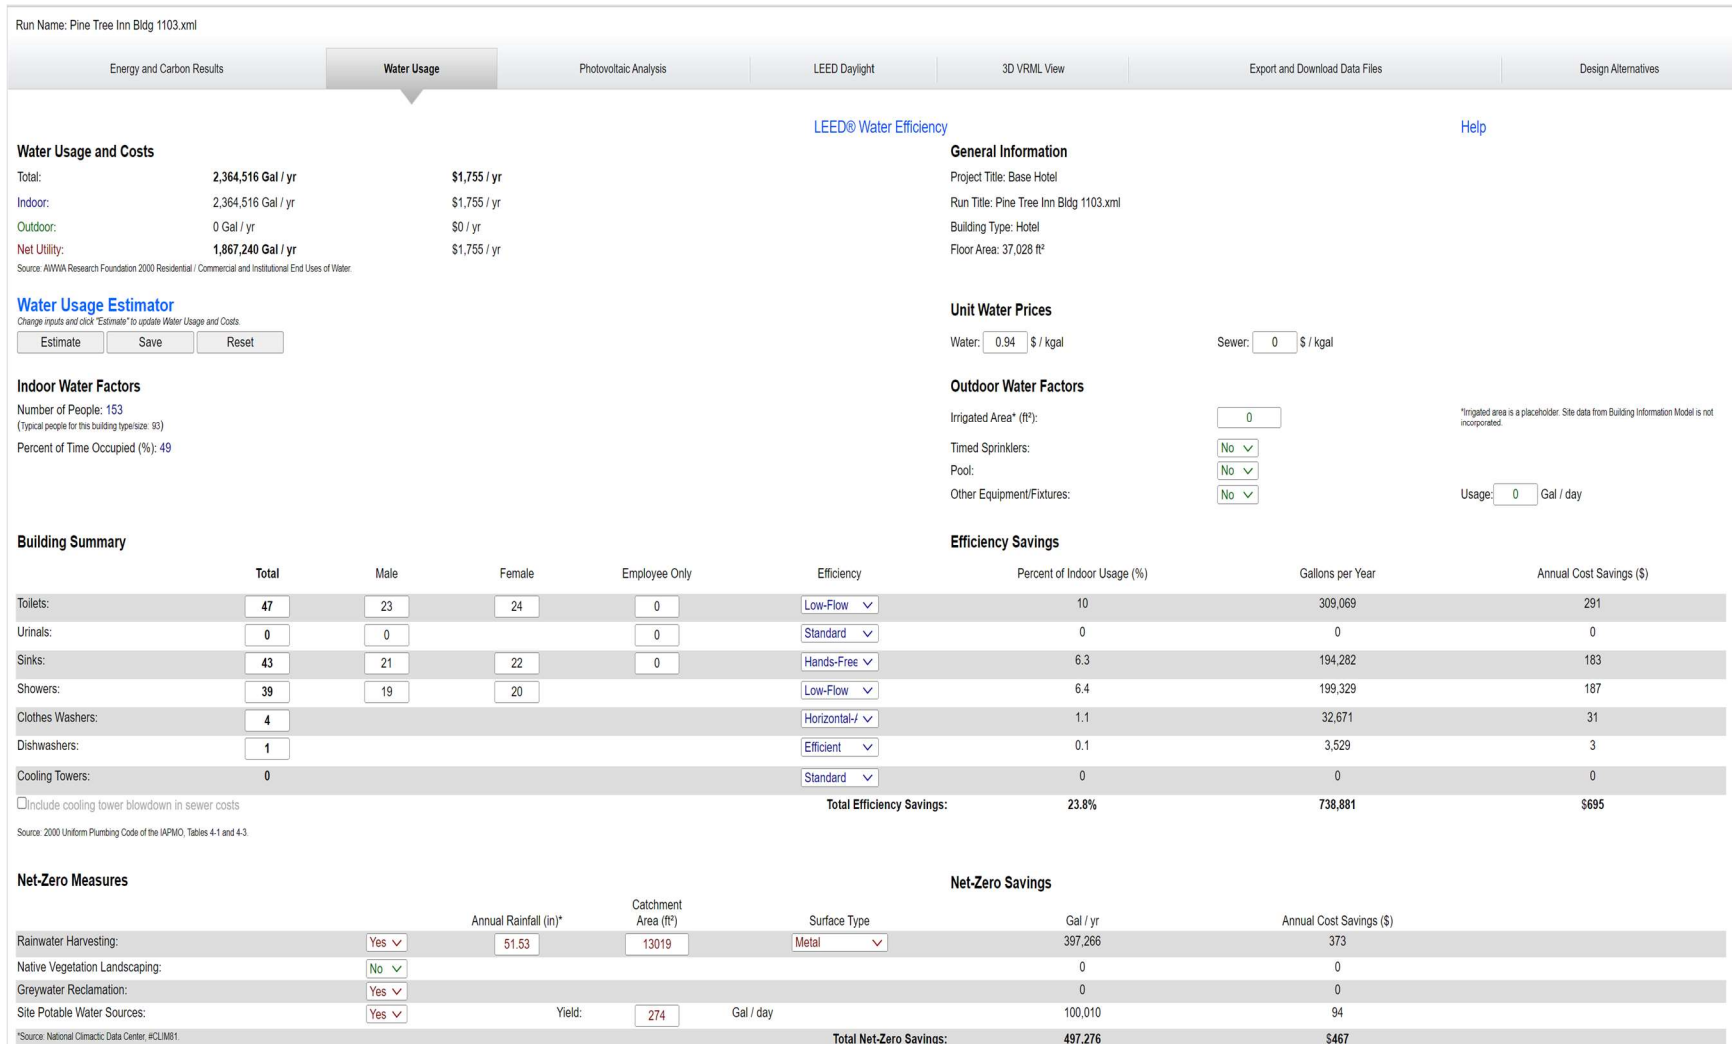 Run Name: Pine Tree Inn Bldg 1103.xml
Energy and Carbon Results Water Usage Photovoltaic Analysis LEED Daylight 3D VRML View Export and Download Data Files Design Alternatives
LEED® Water Efficiency Help
Water Usage and Costs General Information
Total: 2,364,516 Gal / yr $1,755 / yr Project Title: Base Hotel
Indoor: 2,364,516 Gal / yr $1,755 / yr Run Title: Pine Tree Inn Bldg 1103.xml
Outdoor: 0 Gal / yr $0 / yr Building Type: Hotel
Net Utility: 1,867,240 Gal / yr $1,755 / yr Floor Area: 37,028 ft²
Source: AWWA Research Foundation 2000 Residential / Commercial and Institutional End Uses of Water.
Water Usage Estimator Unit Water Prices
Change inputs and click "Estimate" to update Water Usage and Costs.
Estimate Save Reset Water: 0.94 $ / kgal Sewer: 0 $ / kgal
Indoor Water Factors Outdoor Water Factors
Number of People: 153
(Typical people for this building type/size: 93)
Irrigated Area* (ft²): 0 *Irrigated area is a placeholder. Site data from Building Information Model is not
incorporated.
Percent of Time Occupied (%): 49 Timed Sprinklers: No
Pool: No
Other Equipment/Fixtures: No Usage: 0 Gal / day
Building Summary Efficiency Savings
Total Male Female Employee Only Efficiency Percent of Indoor Usage (%) Gallons per Year Annual Cost Savings ($)
Toilets: 47 23 24 0 Low-Flow 10 309,069 291
Urinals: 0 0 0 Standard 0 0 0
Sinks: 43 21 22 0 Hands-Free 6.3 194,282 183
Showers: 39 19 20 Low-Flow 6.4 199,329 187
Clothes Washers: 4 Horizontal-A 1.1 32,671 31
Dishwashers: 1 Efficient 0.1 3,529 3
Cooling Towers: 0 Standard 0 0 0
Include cooling tower blowdown in sewer costs Total Efficiency Savings: 23.8% 738,881 $695
Source: 2000 Uniform Plumbing Code of the IAPMO, Tables 4-1 and 4-3.
Net-Zero Measures Net-Zero Savings
Annual Rainfall (in)* Catchment
Area (ft²) Surface Type Gal / yr Annual Cost Savings ($)
Rainwater Harvesting: Yes 51.53 13019 Metal 397,266 373
Native Vegetation Landscaping: No 0 0
Greywater Reclamation: Yes 0 0
Site Potable Water Sources: Yes Yield: 274 Gal / day 100,010 94
*Source: National Climactic Data Center, #CLIM81. Total Net-Zero Savings: 497,276 $467